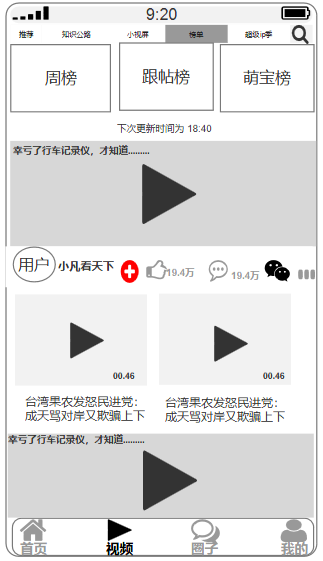 9:20
推荐 知识公路 小视屏 榜单 超级ip季
周榜 跟帖榜 萌宝榜
下次更新时间为 18:40
幸亏了行车记录仪，才知道.........
用户 小凡看天下 19.4万 19.4万
00.46 00.46
台湾果农发怒民进党： 台湾果农发怒民进党：
成天骂对岸又欺骗上下 成天骂对岸又欺骗上下
幸亏了行车记录仪，才知道.........
首页 视频 圈子 我的